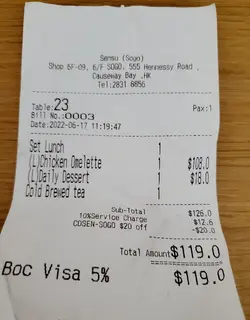 Sensu (Sogo)
Shop 6F-09, 6/F SOGO, 555 Hennessy Road,
Causeway Bay ,HK
Tel:2831 8856
Table:23 Pax:1
Bill No.:0003
Date:2022-06-17 11:19:47
Set Lunch 1
(L)Chicken Omelette 1 $108.0
(L)Daily Dessert 1 $18.0
Cold Brewed tea 1
Sub-Total $126.0
10%Service Charge $12.6
CDSEN-SOGO $20 off -$20.0
Total Amount$119.0
Boc Visa 5% $119.0